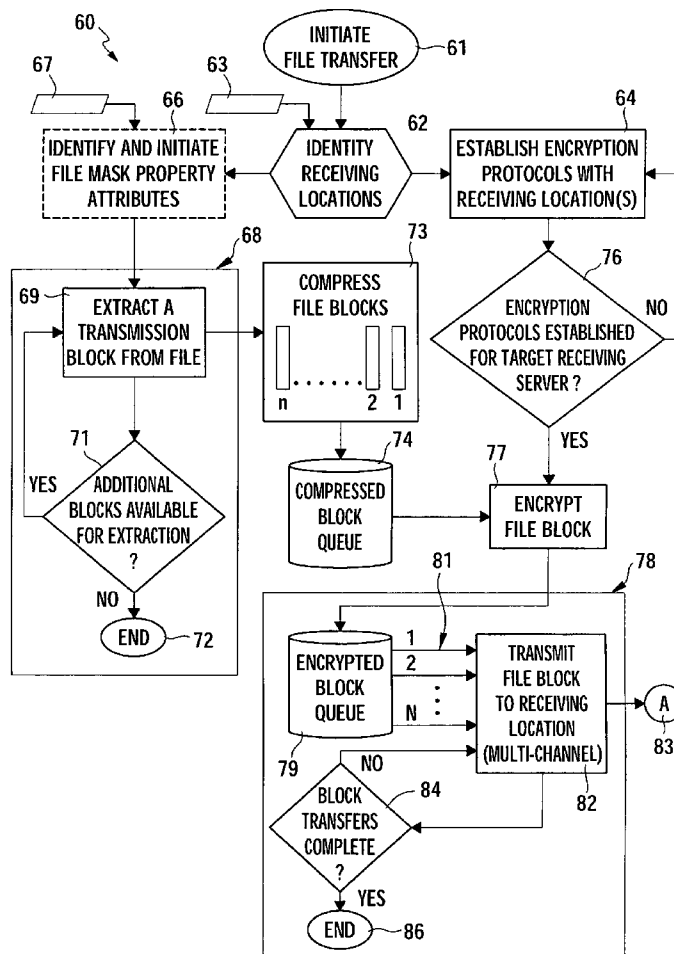 60
INITIATE
FILE TRANSFER
61
67
63
66
62
64
IDENTIFY AND INITIATE
FILE MASK PROPERTY
ATTRIBUTES
IDENTITY
RECEIVING
LOCATIONS
ESTABLISH ENCRYPTION
PROTOCOLS WITH
RECEIVING LOCATION(S)
68
73
76
69
EXTRACT A
TRANSMISSION
BLOCK FROM FILE
COMPRESS
FILE BLOCKS
n
2
1
ENCRYPTION
PROTOCOLS ESTABLISHED
FOR TARGET RECEIVING
SERVER ?
NO
YES
71
YES
ADDITIONAL
BLOCKS AVAILABLE
FOR EXTRACTION
?
NO
END
72
74
COMPRESSED
BLOCK
QUEUE
77
ENCRYPT
FILE BLOCK
78
81
ENCRYPTED
BLOCK
QUEUE
79
1
2
N
TRANSMIT
FILE BLOCK
TO RECEIVING
LOCATION
(MULTI-CHANNEL)
82
A
83
NO
84
BLOCK
TRANSFERS
COMPLETE
?
YES
END
86